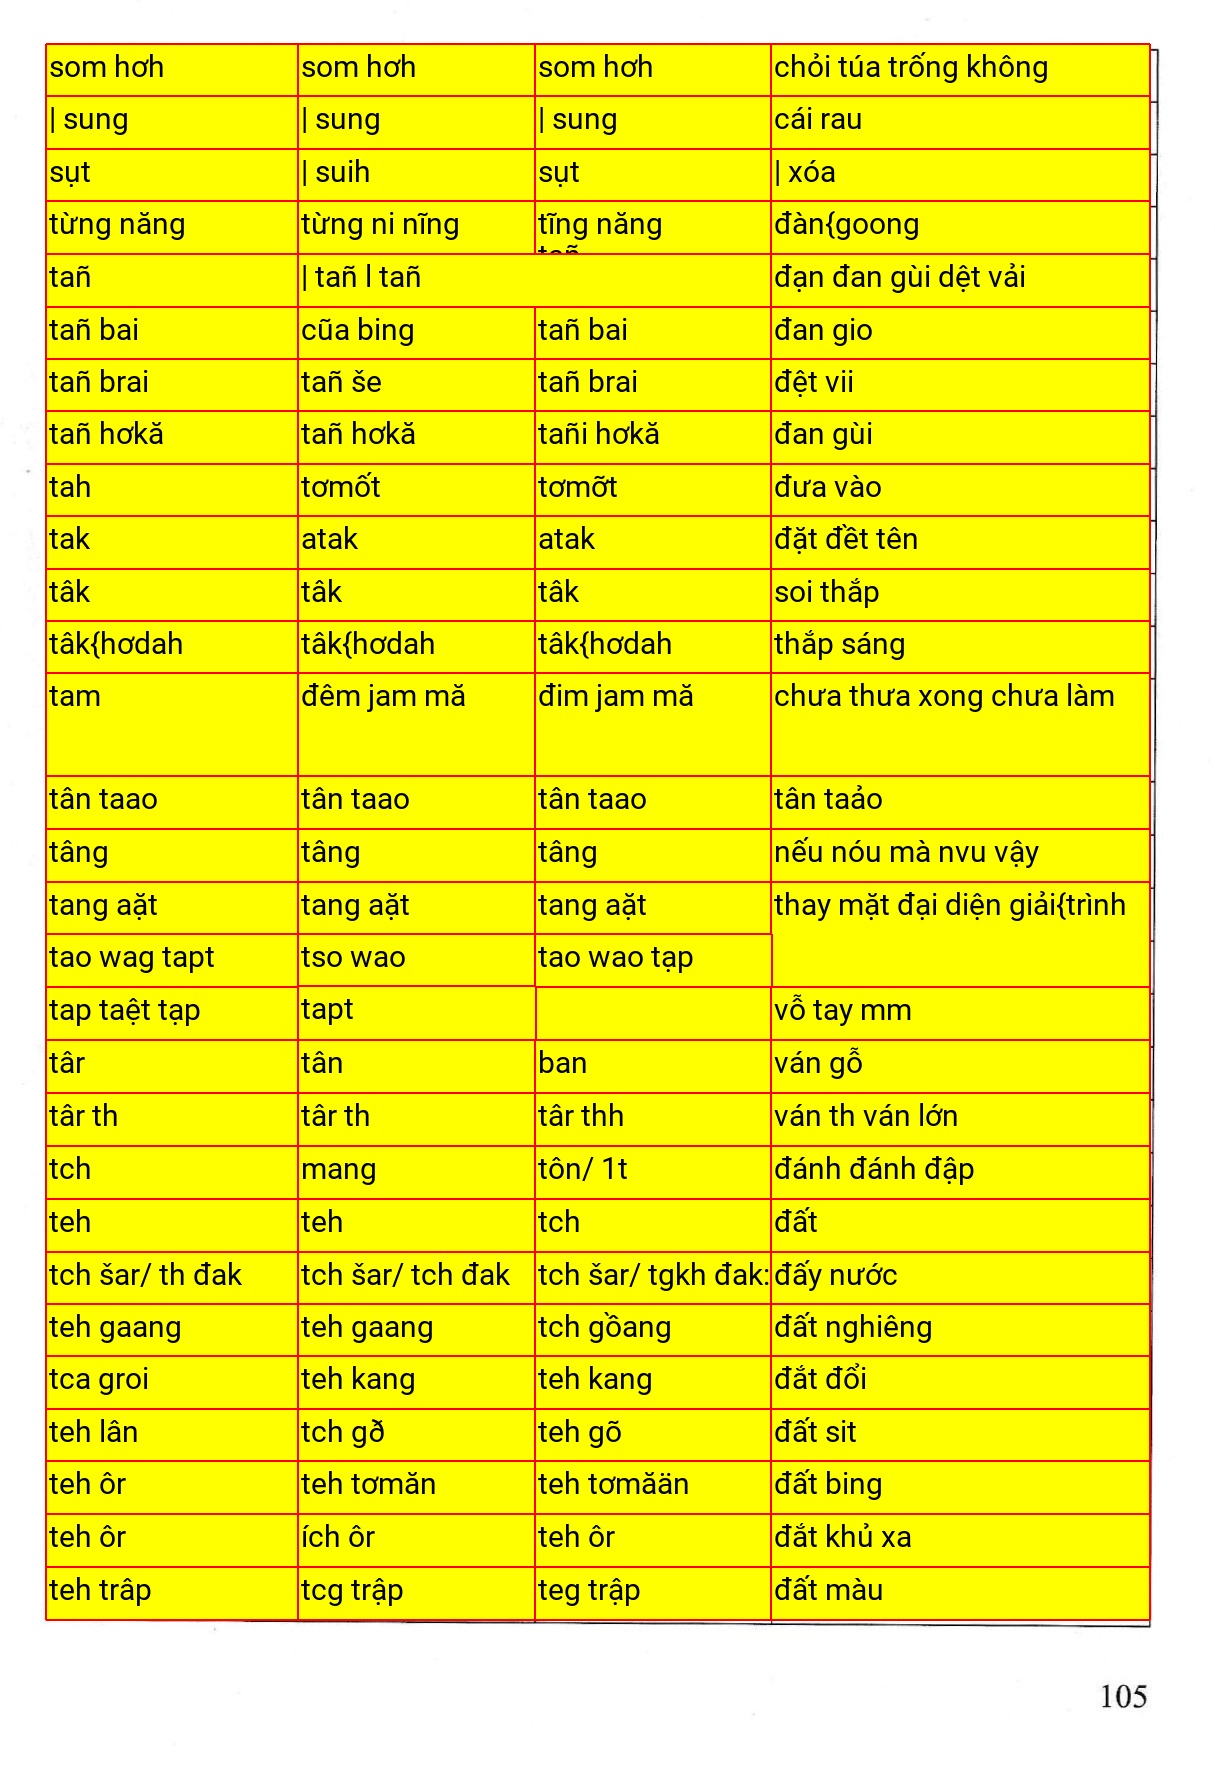 som hơh som hơh som hơh chỏi túa trống không
| sung | sung | sung cái rau
sụt | suih sụt | xóa
từng năng từng ni nĩng tĩng năng đàn{goong
tañ | tañ l tañ đạn đan gùi dệt vải
tañ bai cũa bing tañ bai đan gio
tañ brai tañ še tañ brai đệt vii
tañ hơkă tañ hơkă tañi hơkă đan gùi
tah tơmốt tơmỡt đưa vào
tak atak atak đặt đềt tên
tâk tâk tâk soi thắp
tâk{hơdah tâk{hơdah tâk{hơdah thắp sáng
tam đêm jam mă đim jam mă chưa thưa xong chưa làm
tân taao tân taao tân taao tân taảo
tâng tâng tâng nếu nóu mà nvu vậy
tang aặt tang aặt tang aặt thay mặt đại diện giải{trình
tao wag tapt tso wao tao wao tạp
tap taệt tạp tapt vỗ tay mm
târ tân ban ván gỗ
târ th târ th târ thh ván th ván lớn
tch mang tôn/ 1t đánh đánh đập
teh teh tch đất
tch šar/ th đak tch šar/ tch đak tch šar/ tgkh đak: đấy nước
teh gaang teh gaang tch gồang đất nghiêng
tca groi teh kang teh kang đắt đổi
teh lân tch gð teh gõ đất sit
teh ôr teh tơmăn teh tơmăän đất bing
teh ôr ích ôr teh ôr đắt khủ xa
teh trâp tcg trập teg trập đất màu
105